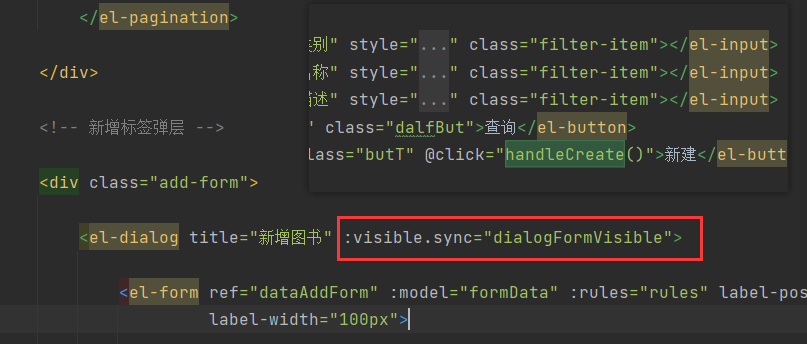 </el-pagination>
</div>
<!-- 新增标签弹层 -->
<div class="add-form">
<el-dialog title="新增图书" :visible.sync="dialogFormVisible">
<el-form ref="dataAddForm" :model="formData" :rules="rules" label-pos
label-width="100px">
别" style="..." class="filter-item"></el-input>
名称" style="..." class="filter-item"></el-input>
描述" style="..." class="filter-item"></el-input>
" class="dalfBut">查询</el-button>
lass="butT" @click="handleCreate()">新建</el-butt